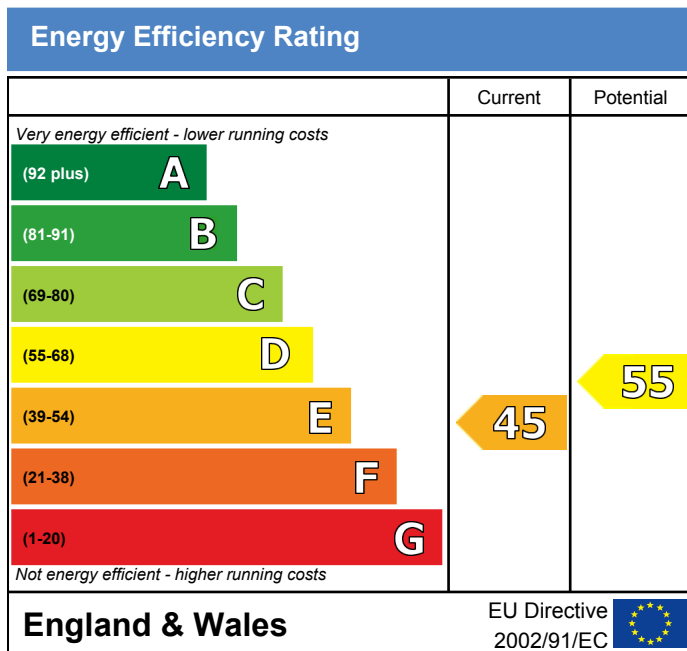 Energy Efficiency Rating
Current Potential
Very energy efficient - lower running costs
(92 plus) A
(81-91) B
(69-80) C
(55-68) D
55
(39-54) E
45
(21-38) F
(1-20) G
Not energy efficient - higher running costs
England & Wales
EU Directive
2002/91/EC